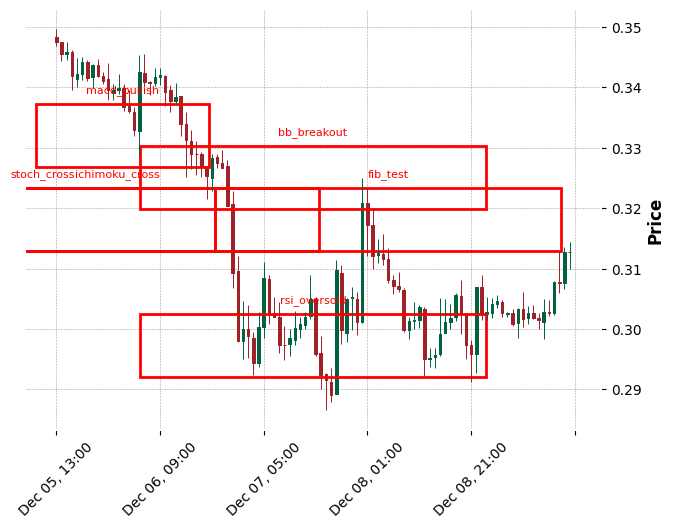 0.35
0.34
macd_bullish
0.33
bb_breakout
stoch_crossichimoku_cross
fib_test
0.32
Price
0.31
rsi_oversold
0.30
0.29
Dec 05, 13:00
Dec 06, 09:00
Dec 07, 05:00
Dec 08, 01:00
Dec 08, 21:00